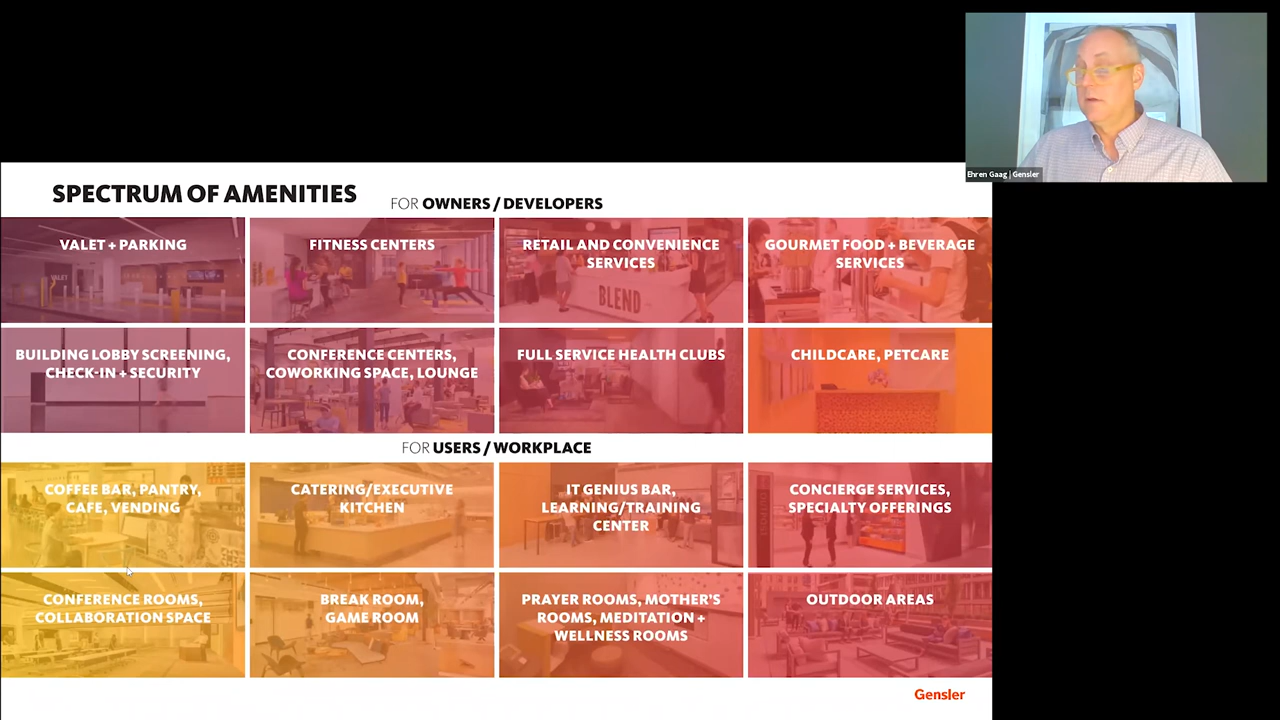 Ehren Gaag | Gensler
SPECTRUM OF AMENITIES
FOR OWNERS / DEVELOPERS
VALET + PARKING
VALET
FITNESS CENTERS
RETAIL AND CONVENIENCE
SERVICES
BLEND
GOURMET FOOD + BEVERAGE
SERVICES
BUILDING LOBBY SCREENING,
CHECK-IN + SECURITY
CONFERENCE CENTERS,
COWORKING SPACE, LOUNGE
FULL SERVICE HEALTH CLUBS
CHILDCARE, PETCARE
FOR USERS / WORKPLACE
COFFEE BAR, PANTRY,
CAFE, VENDING
CATERING/EXECUTIVE
KITCHEN
IT GENIUS BAR,
LEARNING/TRAINING
CENTER
CONCIERGE SERVICES,
SPECIALTY OFFERINGS
CONFERENCE ROOMS,
COLLABORATION SPACE
BREAK ROOM,
GAME ROOM
PRAYER ROOMS, MOTHER'S
ROOMS, MEDITATION +
WELLNESS ROOMS
OUTDOOR AREAS
Gensler